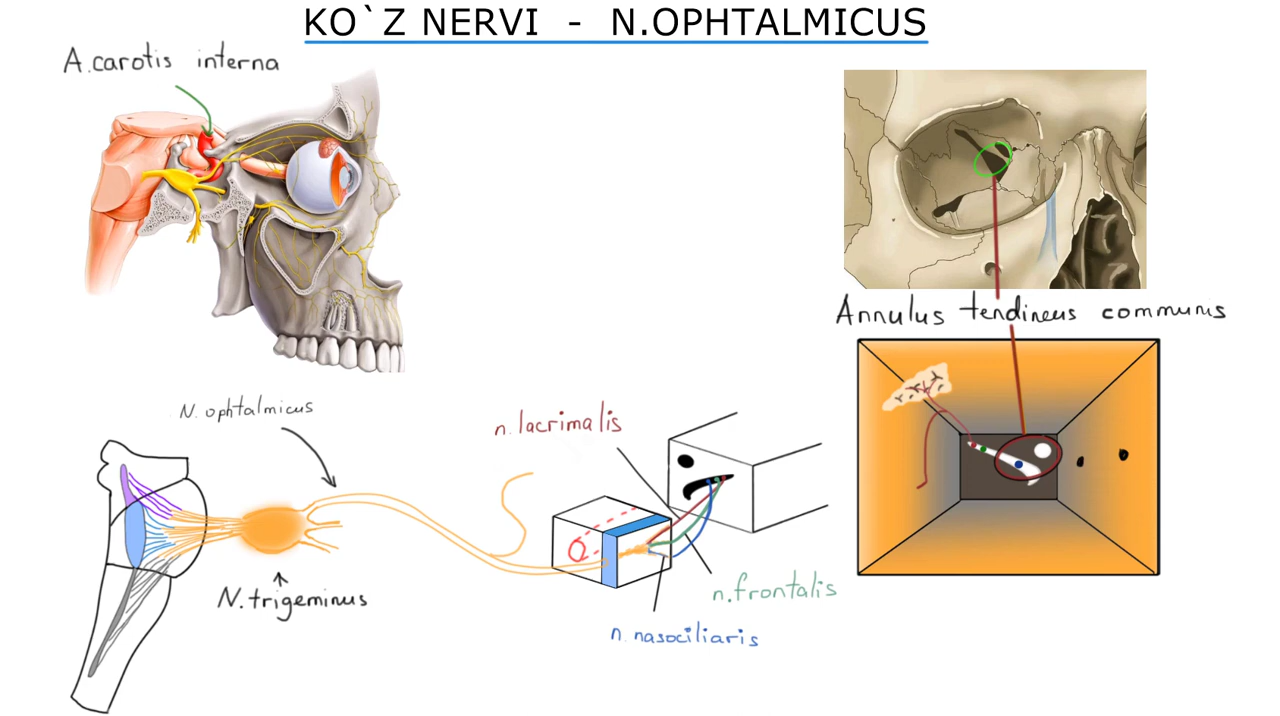 KO`Z NERVI - N.OPHTALMICUS
A.carotis interna
Annulus tendineus communis
N. ophtalmicus
n. lacrimalis
N. trigeminus
n. frontalis
n. nasociliaris